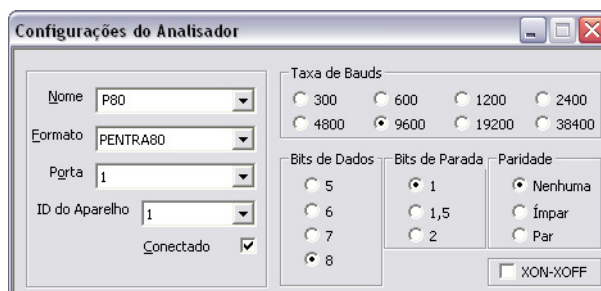 Configurações do Analisador
Nome P80
Formato PENTRA80
Porta 1
ID do Aparelho 1
Conectado
Taxa de Bauds
300 600 1200 2400
4800 9600 19200 38400
Bits de Dados
5
6
7
8
Bits de Parada
1
1,5
2
Paridade
Nenhuma
Ímpar
Par
XON-XOFF